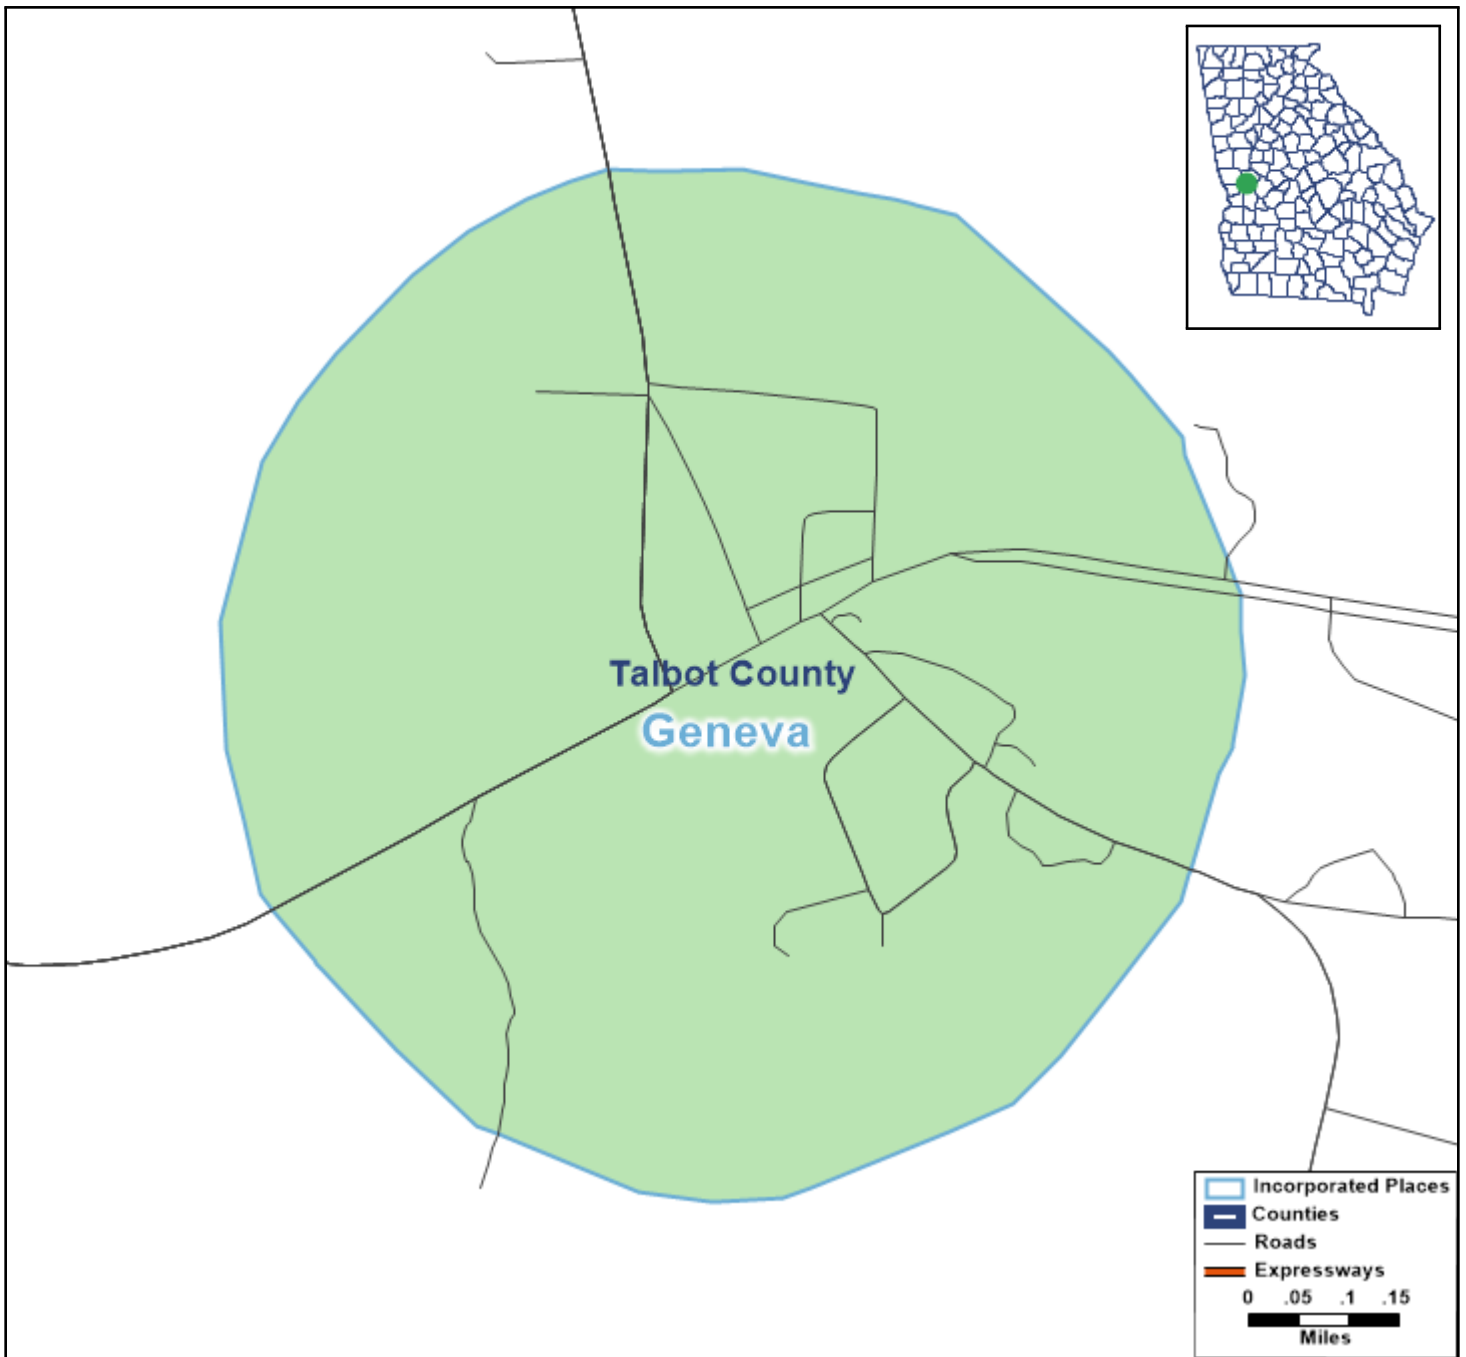 Talbot County
Geneva
Incorporated Places
Counties
Roads
Expressways
0 .05 .1 .15
Miles